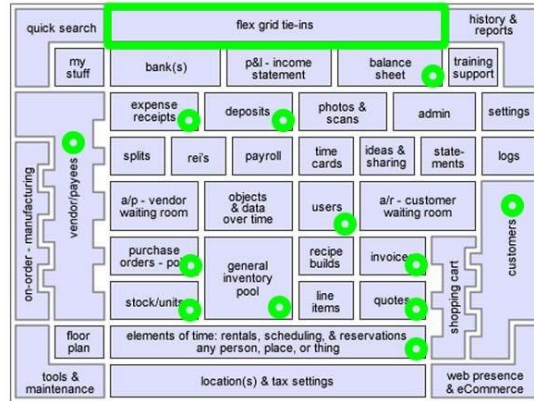 quick search
flex grid tie-ins
history &
reports
my
stuff
bank(s)
p&l - income
statement
balance
sheet
training
support
expense
receipts
deposits
photos &
scans
admin
settings
vendor/payees
on-order - manufacturing
splits
rei's
payroll
time
cards
ideas &
sharing
state-
ments
logs
a/p - vendor
waiting room
objects
& data
over time
users
a/r - customer
waiting room
customers
purchase
orders - po
general
inventory
pool
recipe
builds
invoice
shopping cart
stock/units
line
items
quotes
floor
plan
elements of time: rentals, scheduling, & reservations
any person, place, or thing
tools &
maintenance
location(s) & tax settings
web presence
& eCommerce